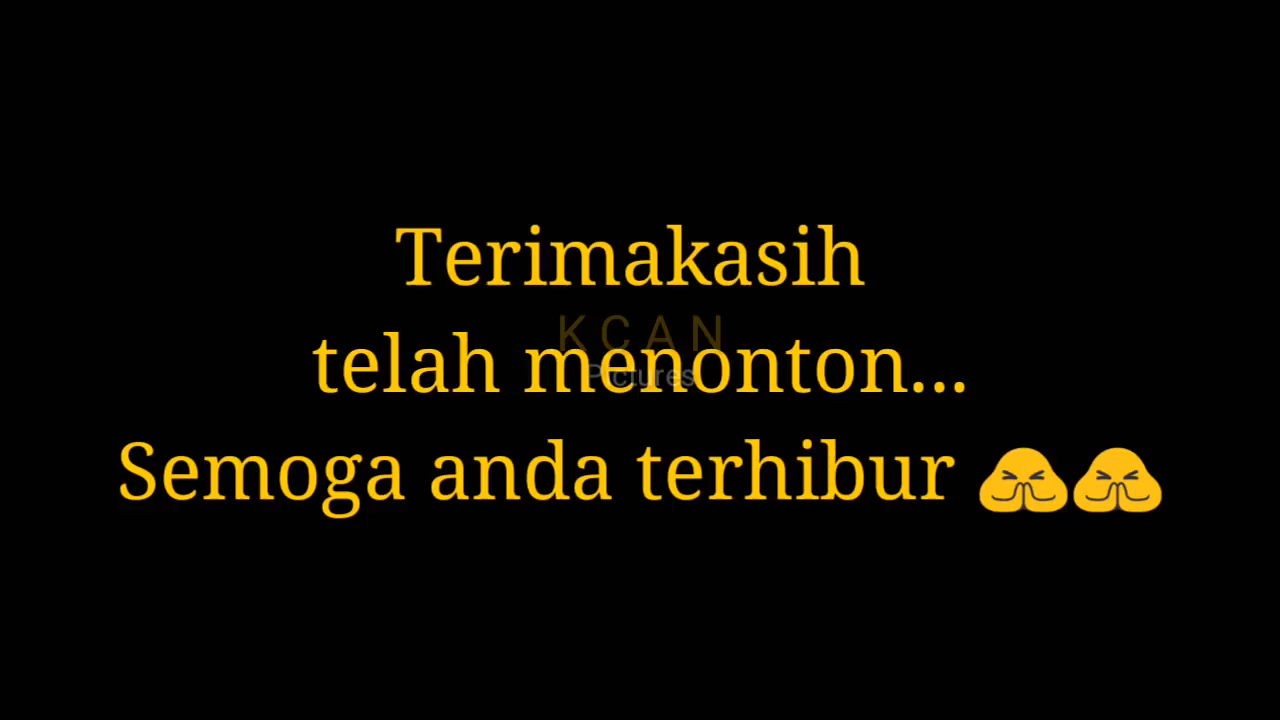 Terimakasih
KCAN
telah menonton...
Pictures
Semoga anda terhibur 🙏🙏